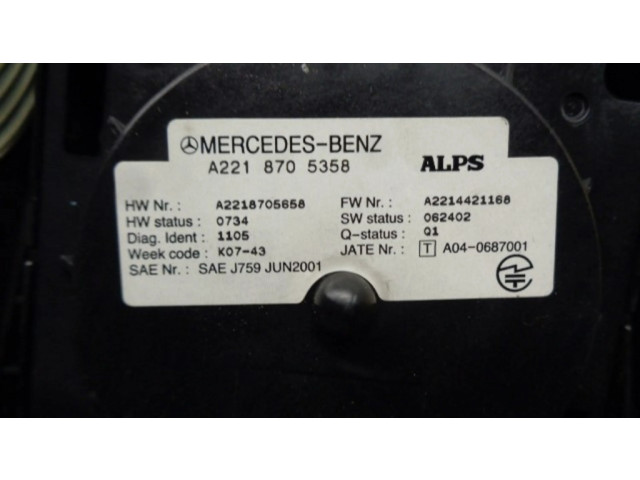 MERCEDES-BENZ
A221 870 5358
ALPS
HW Nr. : A2218705658
HW status : 0734
Diag. Ident : 1105
Week code : K07-43
SAE Nr. : SAE J759 JUN2001
FW Nr. : A2214421168
SW status : 062402
Q-status : Q1
JATE Nr. : T A04-0687001